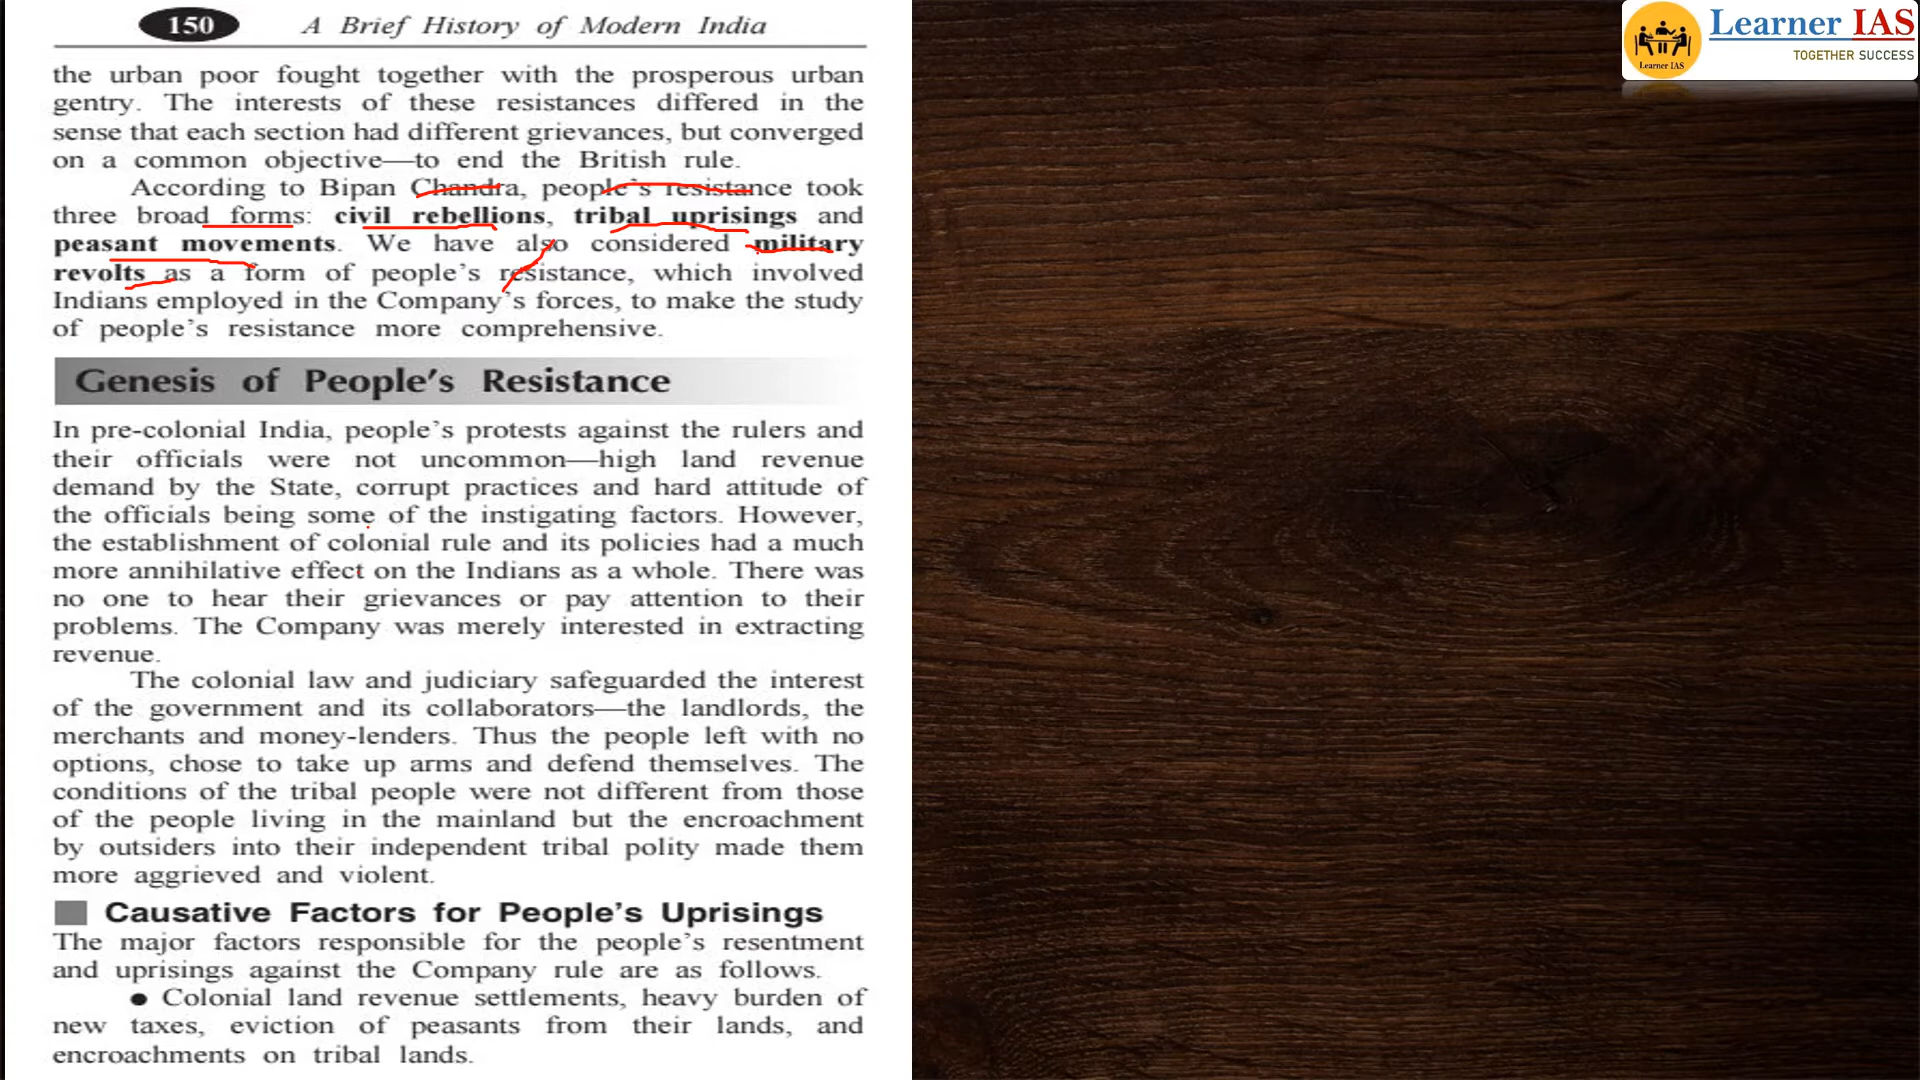 150 A Brief History of Modern India
the urban poor fought together with the prosperous urban
gentry. The interests of these resistances differed in the
sense that each section had different grievances, but converged
on a common objective—to end the British rule.
According to Bipan Chandra, people's resistance took
three broad forms: civil rebellions, tribal uprisings and
peasant movements. We have also considered military
revolts as a form of people's resistance, which involved
Indians employed in the Company's forces, to make the study
of people's resistance more comprehensive.
Genesis of People's Resistance
In pre-colonial India, people's protests against the rulers and
their officials were not uncommon—high land revenue
demand by the State, corrupt practices and hard attitude of
the officials being some of the instigating factors. However,
the establishment of colonial rule and its policies had a much
more annihilative effect on the Indians as a whole. There was
no one to hear their grievances or pay attention to their
problems. The Company was merely interested in extracting
revenue.
The colonial law and judiciary safeguarded the interest
of the government and its collaborators—the landlords, the
merchants and money-lenders. Thus the people left with no
options, chose to take up arms and defend themselves. The
conditions of the tribal people were not different from those
of the people living in the mainland but the encroachment
by outsiders into their independent tribal polity made them
more aggrieved and violent.
Causative Factors for People's Uprisings
The major factors responsible for the people's resentment
and uprisings against the Company rule are as follows.
● Colonial land revenue settlements, heavy burden of
new taxes, eviction of peasants from their lands, and
encroachments on tribal lands.
Learner IAS
TOGETHER SUCCESS
Learner IAS